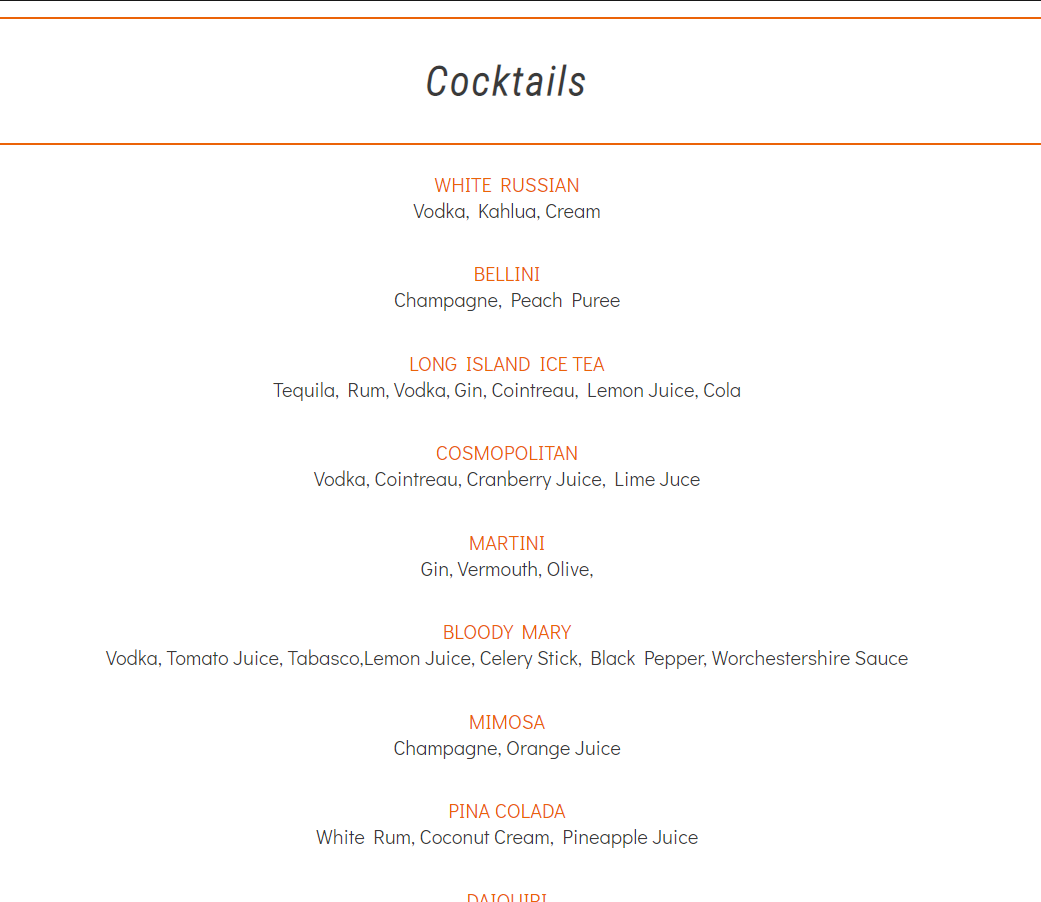 Cocktails
WHITE RUSSIAN
Vodka, Kahlua, Cream
BELLINI
Champagne, Peach Puree
LONG ISLAND ICE TEA
Tequila, Rum, Vodka, Gin, Cointreau, Lemon Juice, Cola
COSMOPOLITAN
Vodka, Cointreau, Cranberry Juice, Lime Juce
MARTINI
Gin, Vermouth, Olive,
BLOODY MARY
Vodka, Tomato Juice, Tabasco,Lemon Juice, Celery Stick, Black Pepper, Worchestershire Sauce
MIMOSA
Champagne, Orange Juice
PINA COLADA
White Rum, Coconut Cream, Pineapple Juice
DAIQUIRI